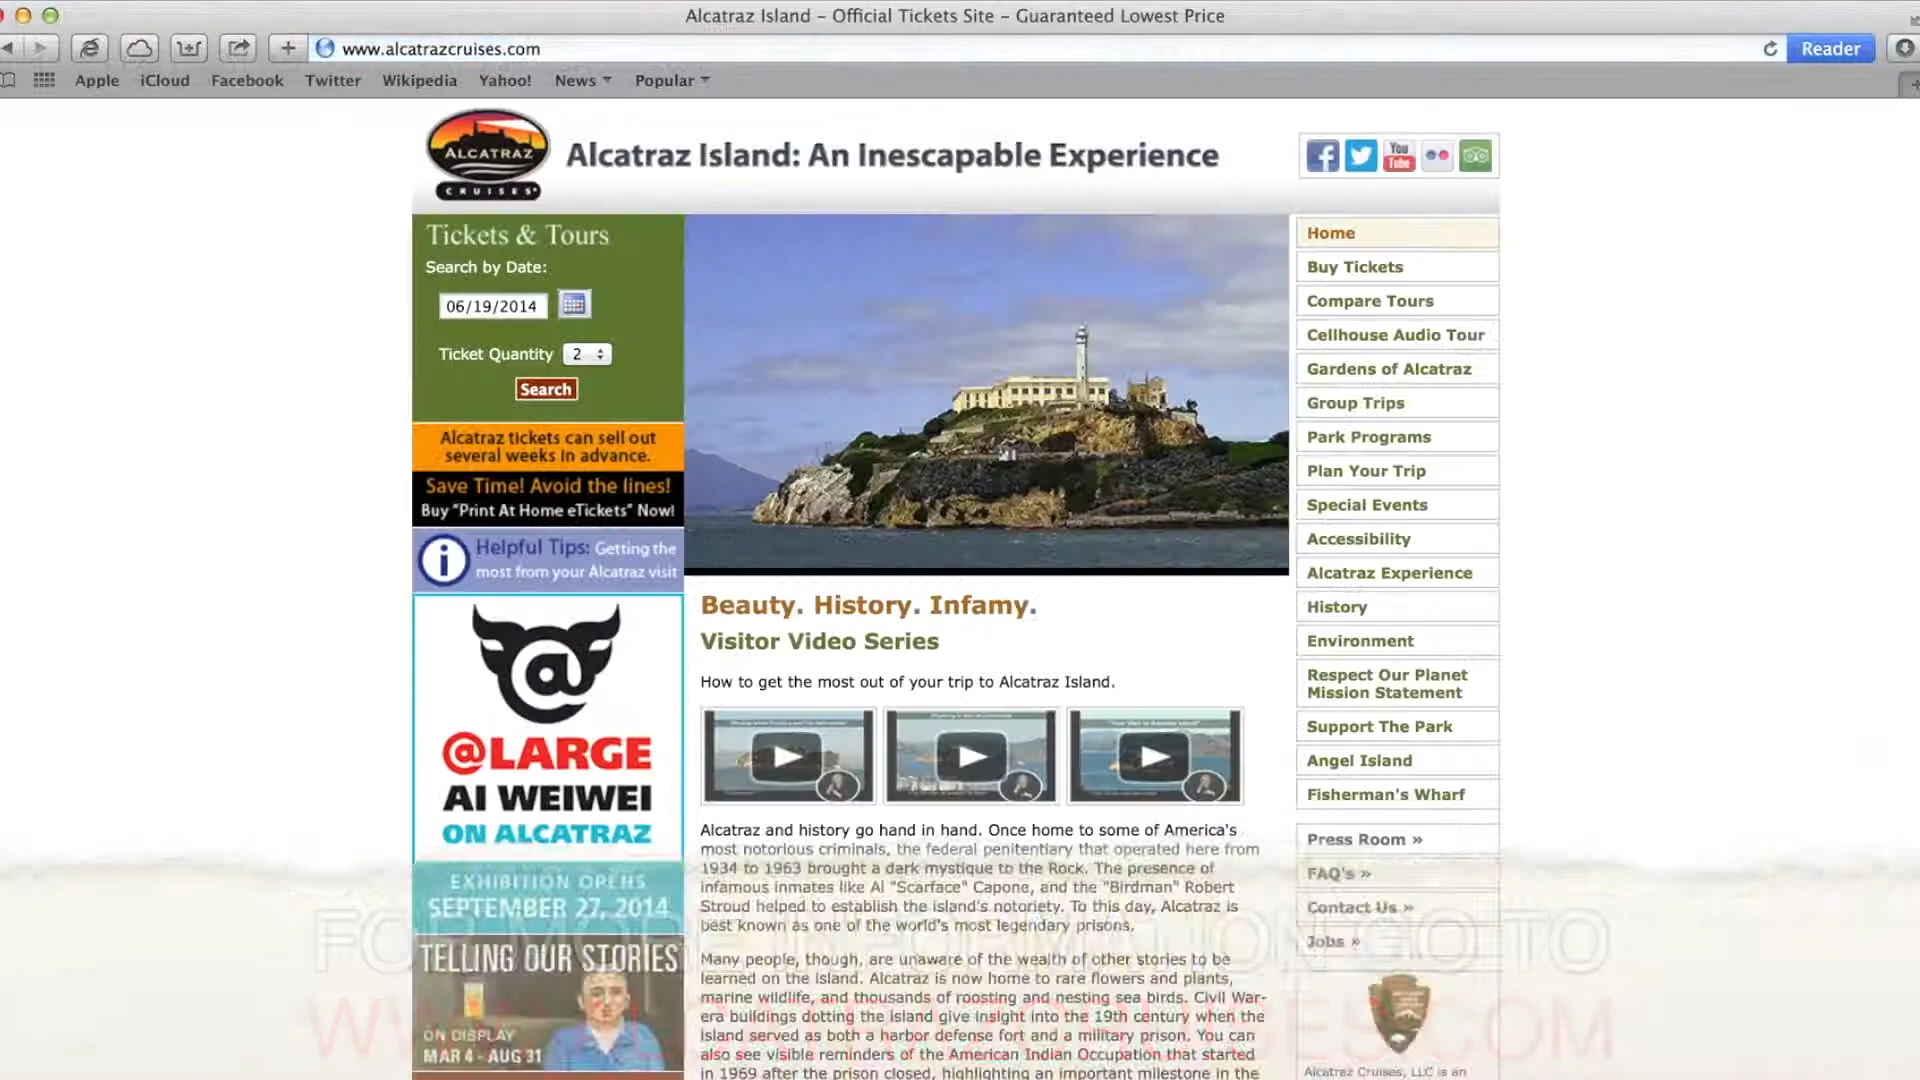 Alcatraz Island – Official Tickets Site – Guaranteed Lowest Price
www.alcatrazcruises.com
Reader
Apple iCloud Facebook Twitter Wikipedia Yahoo! News Popular
ALCATRAZ
CRUISES
Alcatraz Island: An Inescapable Experience
You
Tube
Tickets & Tours
Search by Date:
06/19/2014
Ticket Quantity 2
Search
Alcatraz tickets can sell out
several weeks in advance.
Save Time! Avoid the lines!
Buy "Print At Home eTickets" Now!
Helpful Tips: Getting the
most from your Alcatraz visit
@LARGE
AI WEIWEI
ON ALCATRAZ
EXHIBITION OPENS
SEPTEMBER 27, 2014
TELLING OUR STORIES
ON DISPLAY
MAR 4 - AUG 31
Beauty. History. Infamy.
Visitor Video Series
How to get the most out of your trip to Alcatraz Island.
Alcatraz and history go hand in hand. Once home to some of America's
most notorious criminals, the federal penitentiary that operated here from
1934 to 1963 brought a dark mystique to the Rock. The presence of
infamous inmates like Al "Scarface" Capone, and the "Birdman" Robert
Stroud helped to establish the island's notoriety. To this day, Alcatraz is
best known as one of the world's most legendary prisons.
Many people, though, are unaware of the wealth of other stories to be
learned on the island. Alcatraz is now home to rare flowers and plants,
marine wildlife, and thousands of roosting and nesting sea birds. Civil War-
era buildings dotting the island give insight into the 19th century when the
island served as both a harbor defense fort and a military prison. You can
also see visible reminders of the American Indian Occupation that started
in 1969 after the prison closed, highlighting an important milestone in the
Home
Buy Tickets
Compare Tours
Cellhouse Audio Tour
Gardens of Alcatraz
Group Trips
Park Programs
Plan Your Trip
Special Events
Accessibility
Alcatraz Experience
History
Environment
Respect Our Planet
Mission Statement
Support The Park
Angel Island
Fisherman's Wharf
Press Room »
FAQ's »
Contact Us »
Jobs »
Alcatraz Cruises, LLC is an
FOR MORE INFORMATION GO TO
WWW.ALCATRAZCRUISES.COM